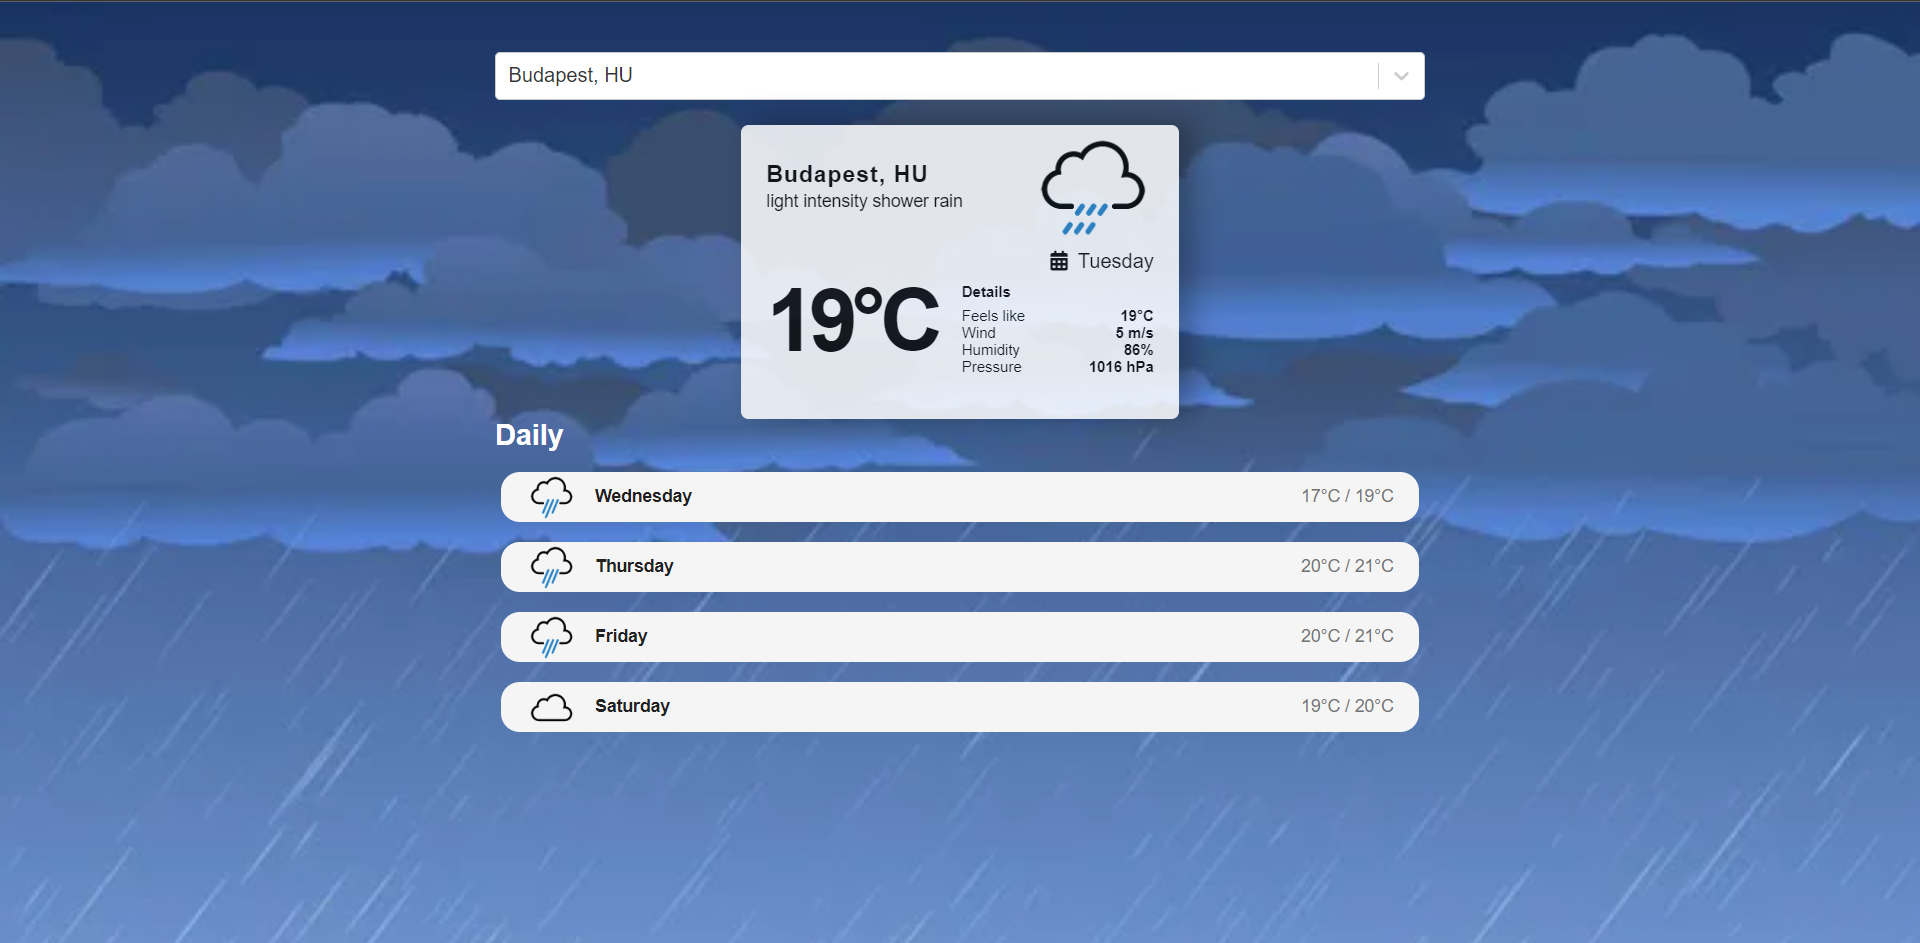 Budapest, HU
Budapest, HU
light intensity shower rain
Tuesday
19°C
Details
Feels like 19°C
Wind 5 m/s
Humidity 86%
Pressure 1016 hPa
Daily
Wednesday 17°C / 19°C
Thursday 20°C / 21°C
Friday 20°C / 21°C
Saturday 19°C / 20°C